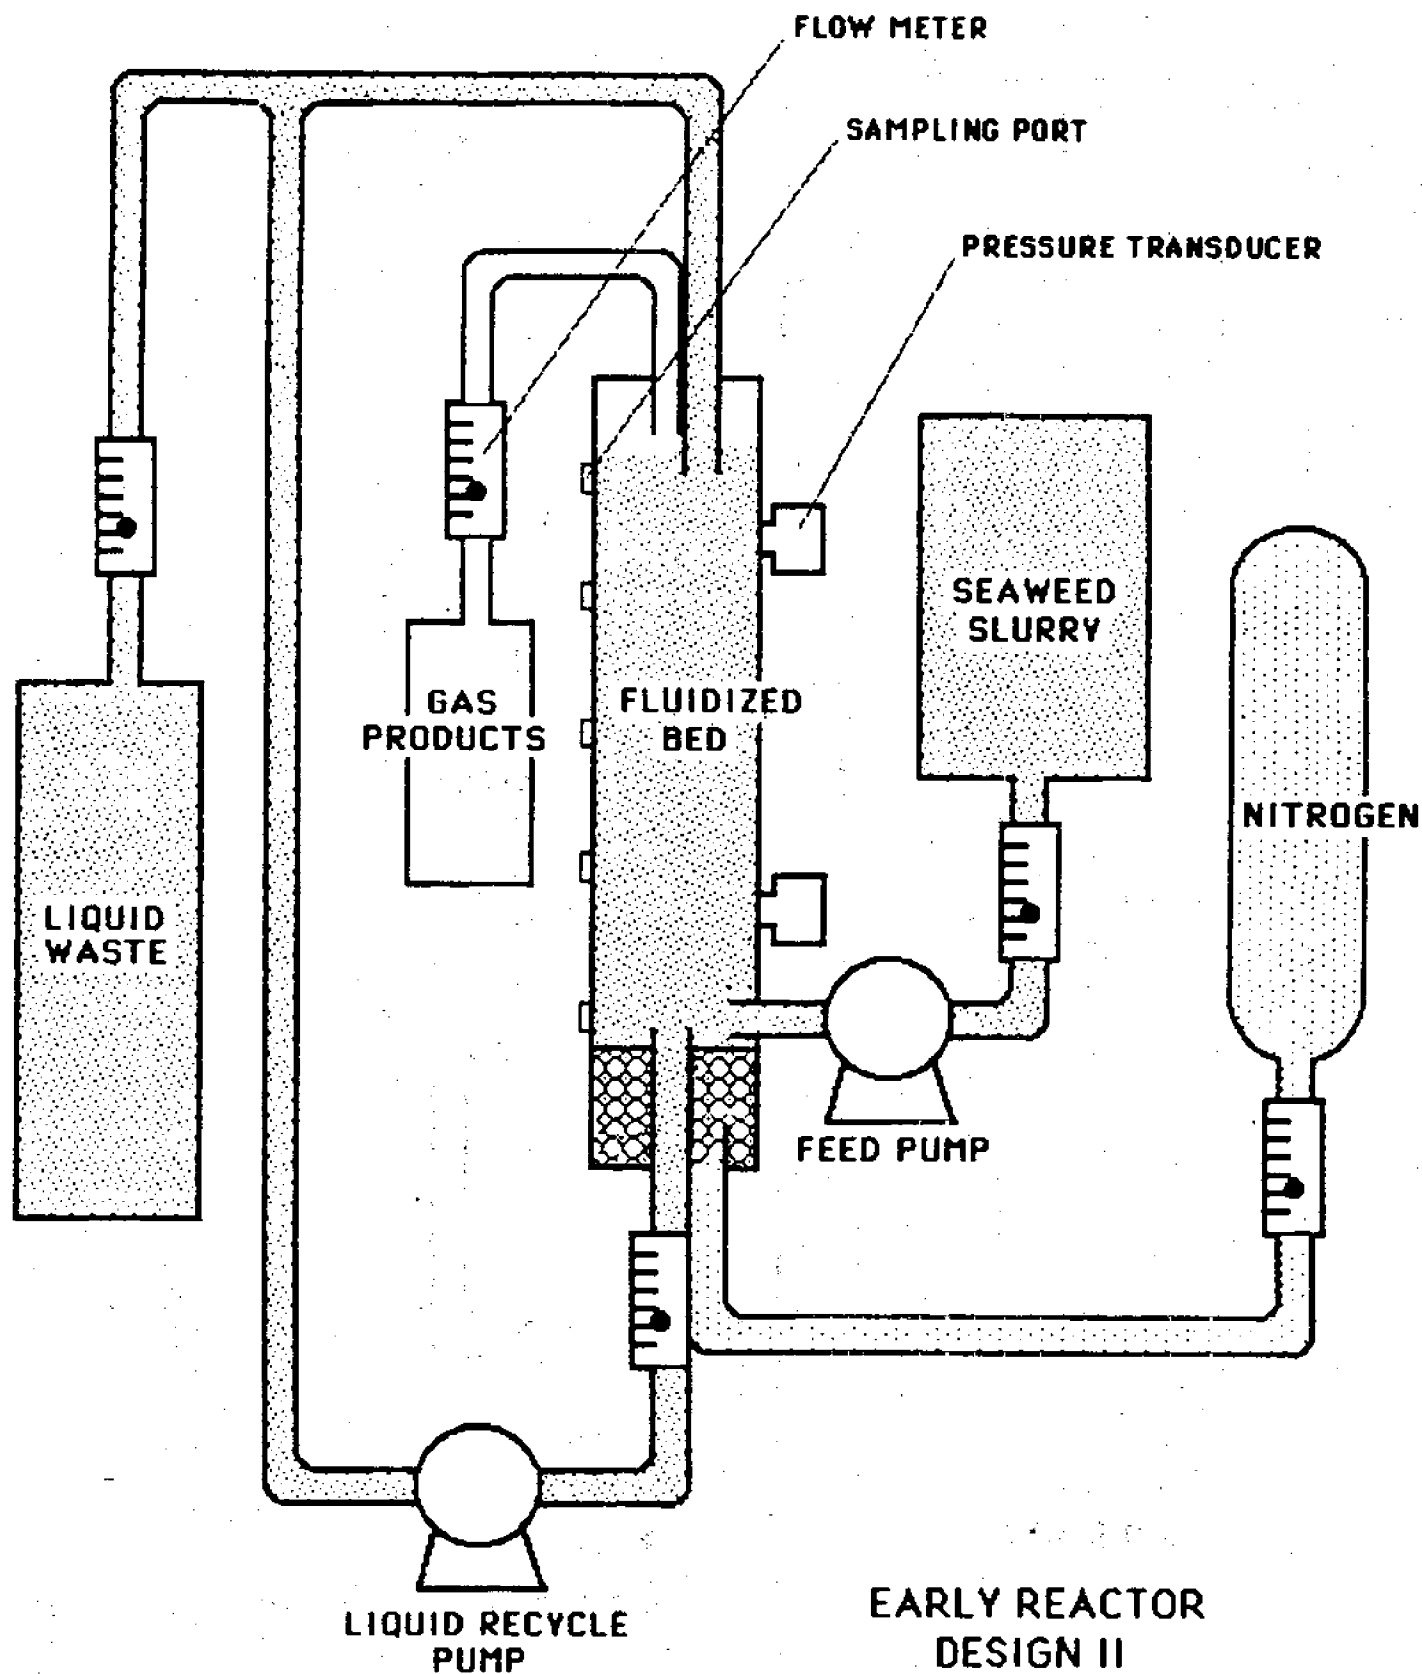 FLOW METER
SAMPLING PORT
PRESSURE TRANSDUCER
SEAWEED
SLURRY
GAS
PRODUCTS
FLUIDIZED
BED
NITROGEN
LIQUID
WASTE
FEED PUMP
LIQUID RECYCLE
PUMP
EARLY REACTOR
DESIGN II